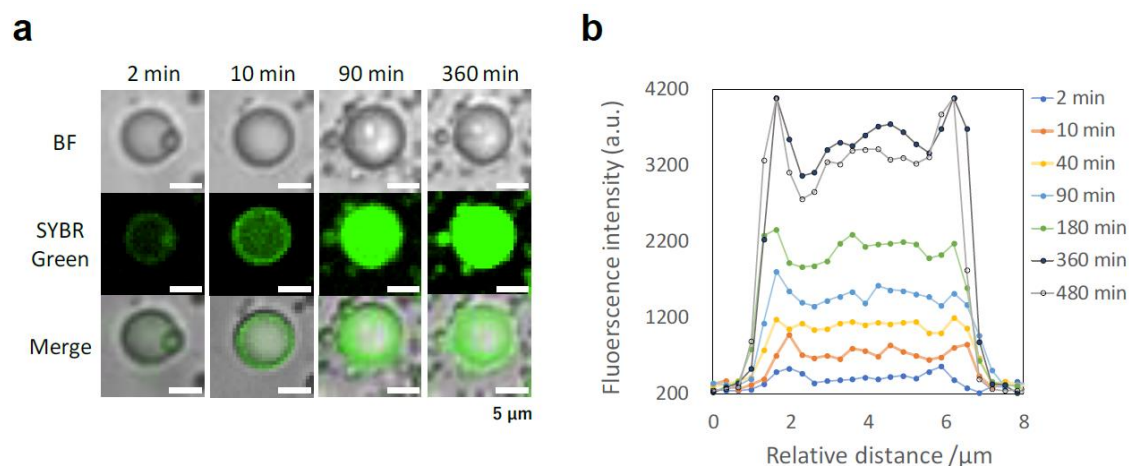 a
2 min 10 min 90 min 360 min
BF
SYBR
Green
Merge
5 μm
b
Fluoerscence intensity (a.u.)
4200
3200
2200
1200
200
0 2 4 6 8
Relative distance /μm
2 min
10 min
40 min
90 min
180 min
360 min
480 min